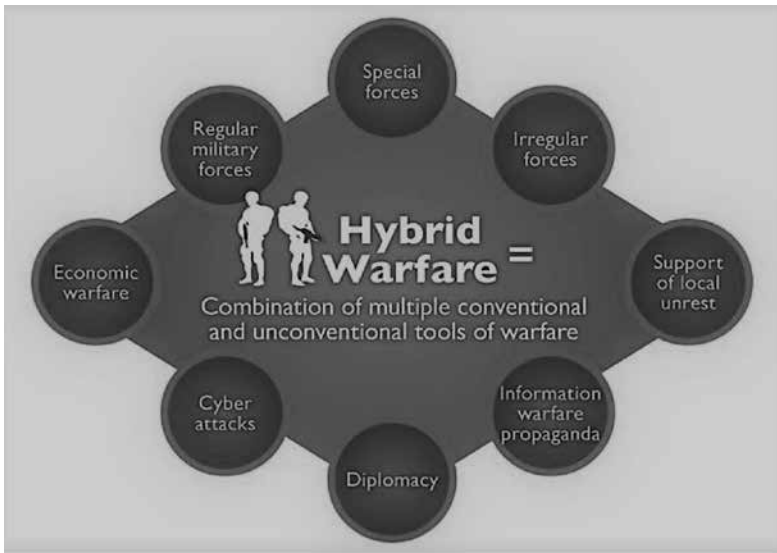 Special
forces
Regular
military
forces
Irregular
forces
Hybrid
Warfare =
Combination of multiple conventional
and unconventional tools of warfare
Economic
warfare
Support
of local
unrest
Cyber
attacks
Information
warfare
propaganda
Diplomacy